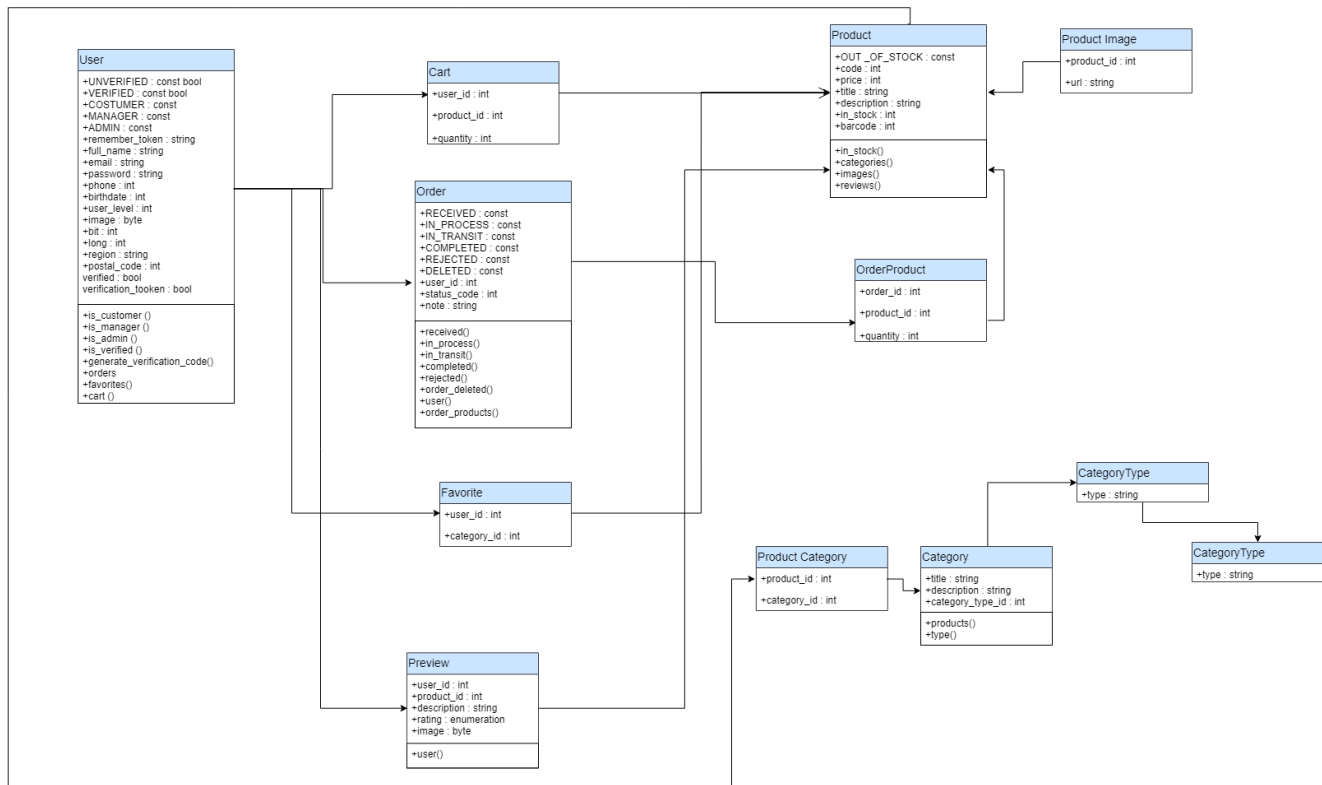 User
+UNVERIFIED : const bool
+VERIFIED : const bool
+COSTUMER : const
+MANAGER : const
+ADMIN : const
+remember_token : string
+full_name : string
+email : string
+password : string
+phone : int
+birthdate : int
+user_level : int
+image : byte
+bit : int
+long : int
+region : string
+postal_code : int
verified : bool
verification_tooken : bool
+is_customer ()
+is_manager ()
+is_admin ()
+is_verified ()
+generate_verification_code()
+orders
+favorites()
+cart ()
Cart
+user_id : int
+product_id : int
+quantity : int
Order
+RECEIVED : const
+IN_PROCESS : const
+IN_TRANSIT : const
+COMPLETED : const
+REJECTED : const
+DELETED : const
+user_id : int
+status_code : int
+note : string
+received()
+in_process()
+in_transit()
+completed()
+rejected()
+order_deleted()
+user()
+order_products()
Favorite
+user_id : int
+category_id : int
Preview
+user_id : int
+product_id : int
+description : string
+rating : enumeration
+image : byte
+user()
Product
+OUT _OF_STOCK : const
+code : int
+price : int
+title : string
+description : string
+in_stock : int
+barcode : int
+in_stock()
+categories()
+images()
+reviews()
Product Image
+product_id : int
+url : string
OrderProduct
+order_id : int
+product_id : int
+quantity : int
Product Category
+product_id : int
+category_id : int
Category
+title : string
+description : string
+category_type_id : int
+products()
+type()
CategoryType
+type : string
CategoryType
+type : string